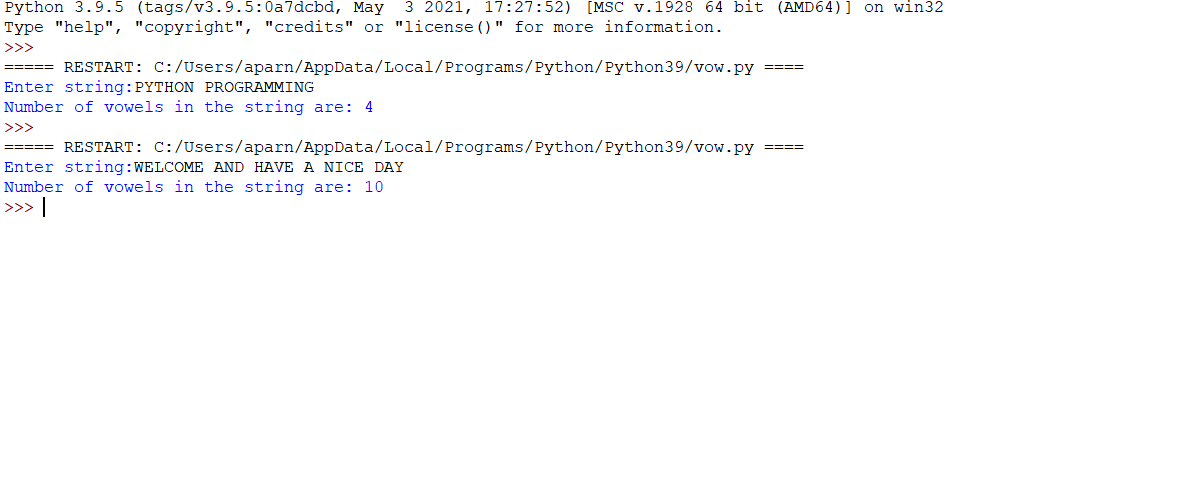 Python 3.9.5 (tags/v3.9.5:0a7dcbd, May  3 2021, 17:27:52) [MSC v.1928 64 bit (AMD64)] on win32
Type "help", "copyright", "credits" or "license()" for more information.
>>>
===== RESTART: C:/Users/aparn/AppData/Local/Programs/Python/Python39/vow.py ====
Enter string:PYTHON PROGRAMMING
Number of vowels in the string are: 4
>>>
===== RESTART: C:/Users/aparn/AppData/Local/Programs/Python/Python39/vow.py ====
Enter string:WELCOME AND HAVE A NICE DAY
Number of vowels in the string are: 10
>>>